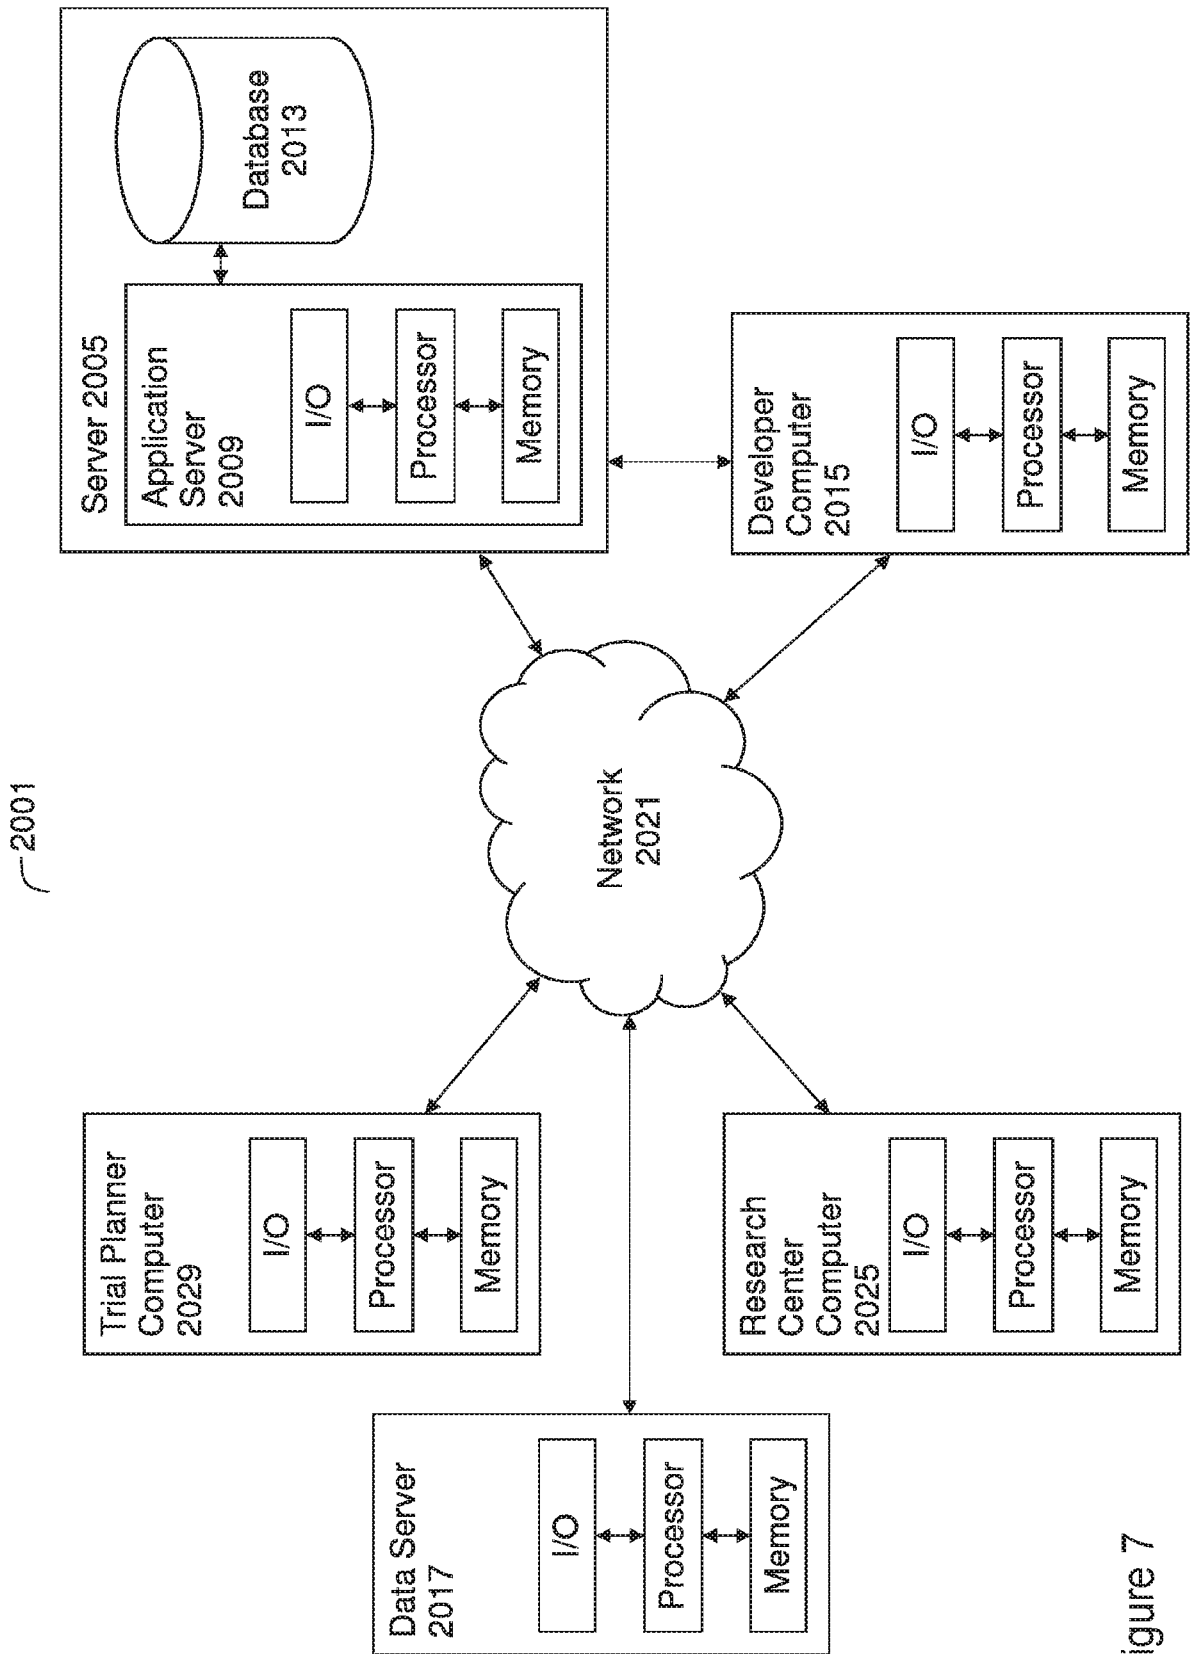 2001
Trial Planner
Computer
2029
I/O
Processor
Memory
Server 2005
Application
Server
2009
I/O
Processor
Memory
Database
2013
Data Server
2017
I/O
Processor
Memory
Network
2021
Research
Center
Computer
2025
I/O
Processor
Memory
Developer
Computer
2015
I/O
Processor
Memory
igure 7